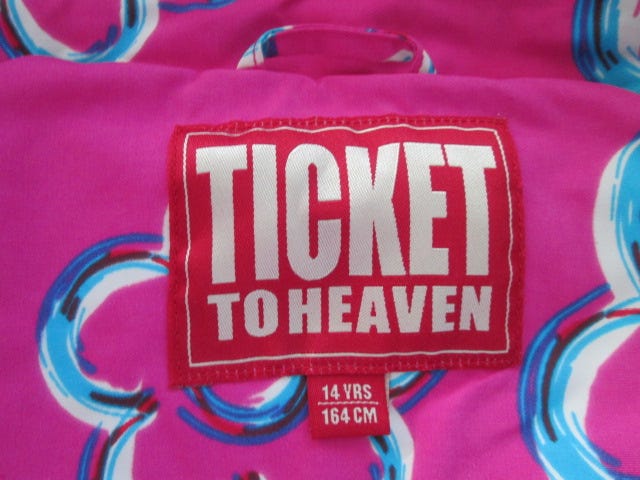 TICKET
TO HEAVEN
14 YRS
164 CM